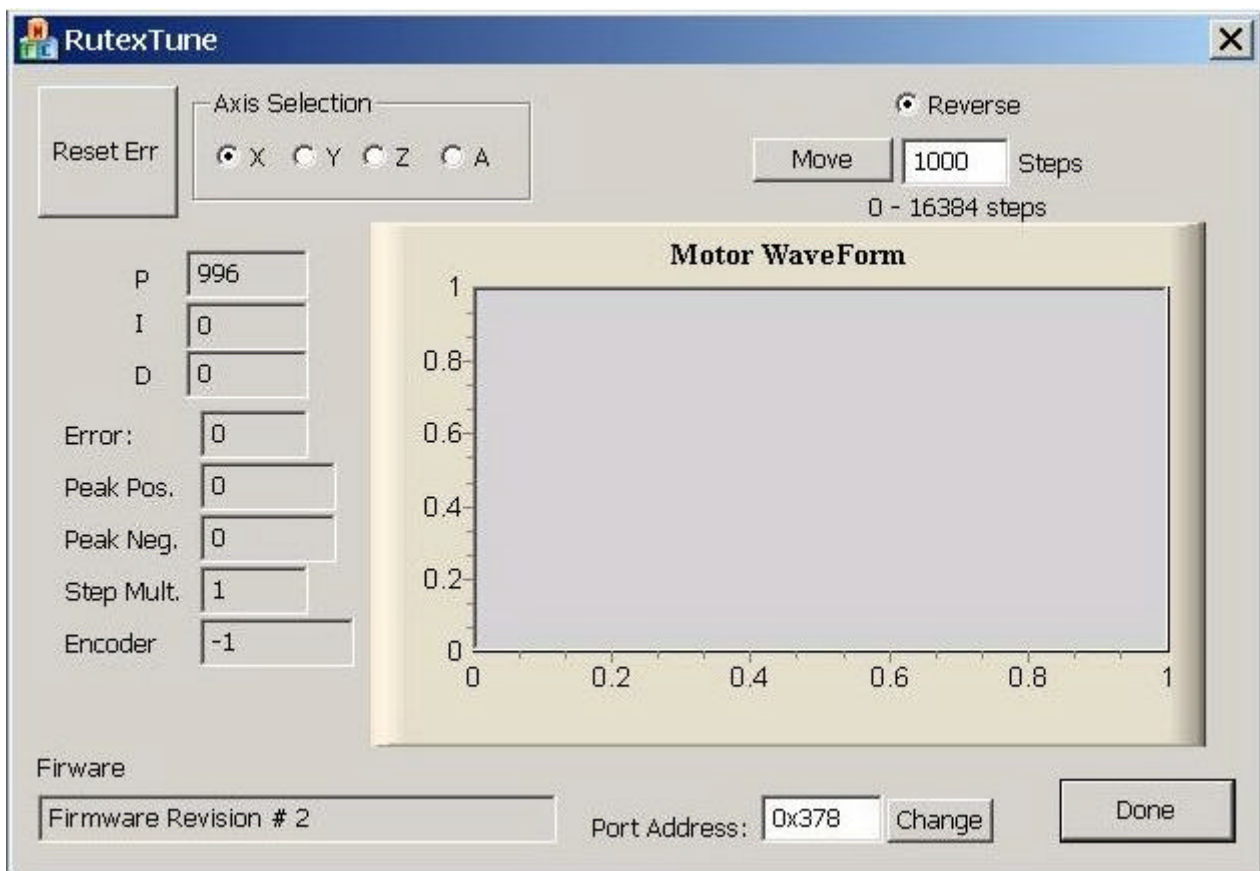 RutexTune
Reset Err
Axis Selection
X Y Z A
Reverse
Move 1000 Steps
0 - 16384 steps
P 996
I 0
D 0
Error: 0
Peak Pos. 0
Peak Neg. 0
Step Mult. 1
Encoder -1
Motor WaveForm
1
0.8
0.6
0.4
0.2
0
0 0.2 0.4 0.6 0.8 1
Firware
Firmware Revision # 2
Port Address: 0x378 Change
Done